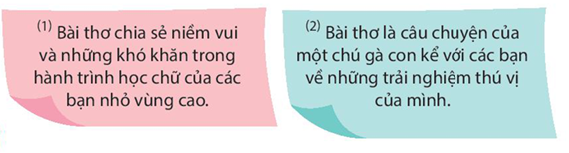 (1) Bài thơ chia sẻ niềm vui
và những khó khăn trong
hành trình học chữ của các
bạn nhỏ vùng cao.
(2) Bài thơ là câu chuyện của
một chú gà con kể với các bạn
về những trải nghiệm thú vị
của mình.